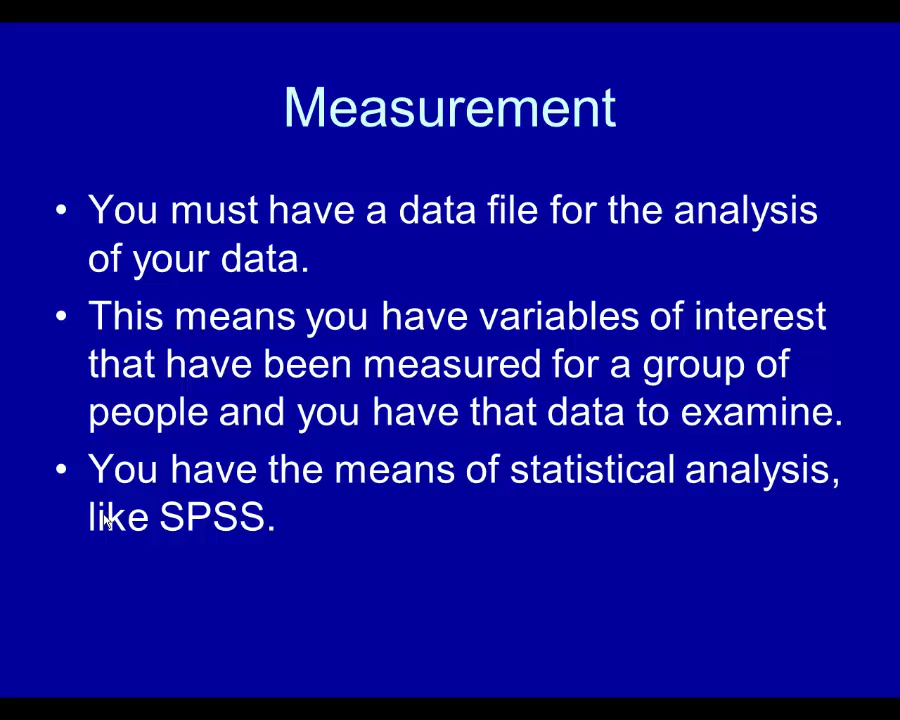 Measurement
• You must have a data file for the analysis
of your data.
• This means you have variables of interest
that have been measured for a group of
people and you have that data to examine.
• You have the means of statistical analysis,
like SPSS.